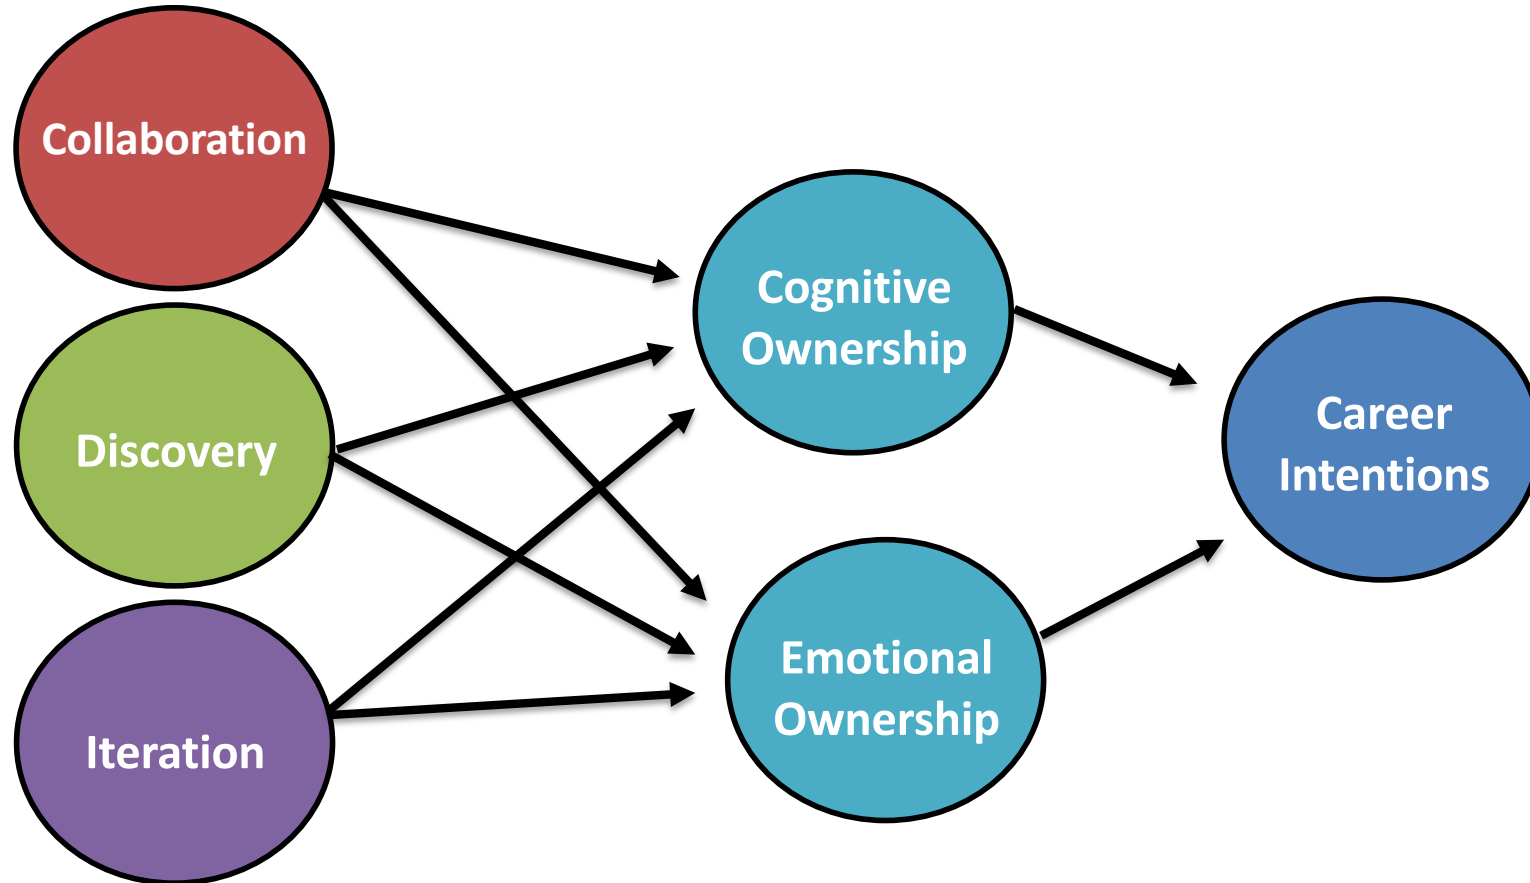 Collaboration
Discovery
Iteration
Cognitive
Ownership
Emotional
Ownership
Career
Intentions